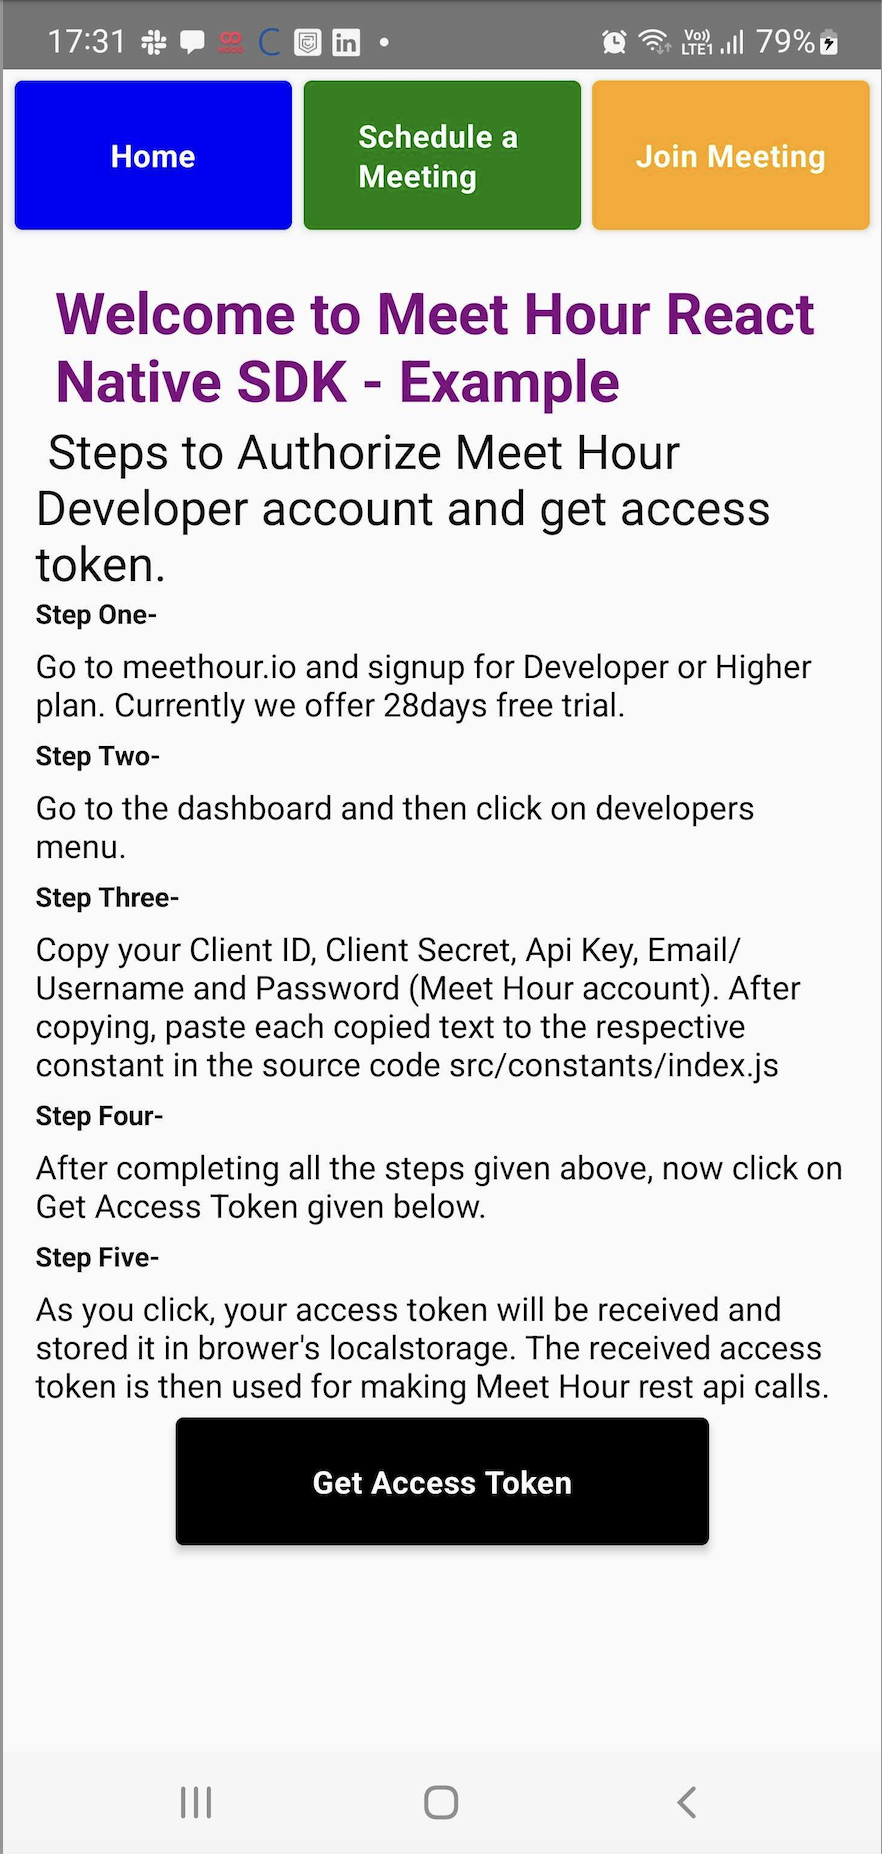 17:31
Vo))
LTE1
79%
Home
Schedule a
Meeting
Join Meeting
Welcome to Meet Hour React
Native SDK - Example
Steps to Authorize Meet Hour
Developer account and get access
token.
Step One-
Go to meethour.io and signup for Developer or Higher
plan. Currently we offer 28days free trial.
Step Two-
Go to the dashboard and then click on developers
menu.
Step Three-
Copy your Client ID, Client Secret, Api Key, Email/
Username and Password (Meet Hour account). After
copying, paste each copied text to the respective
constant in the source code src/constants/index.js
Step Four-
After completing all the steps given above, now click on
Get Access Token given below.
Step Five-
As you click, your access token will be received and
stored it in brower's localstorage. The received access
token is then used for making Meet Hour rest api calls.
Get Access Token